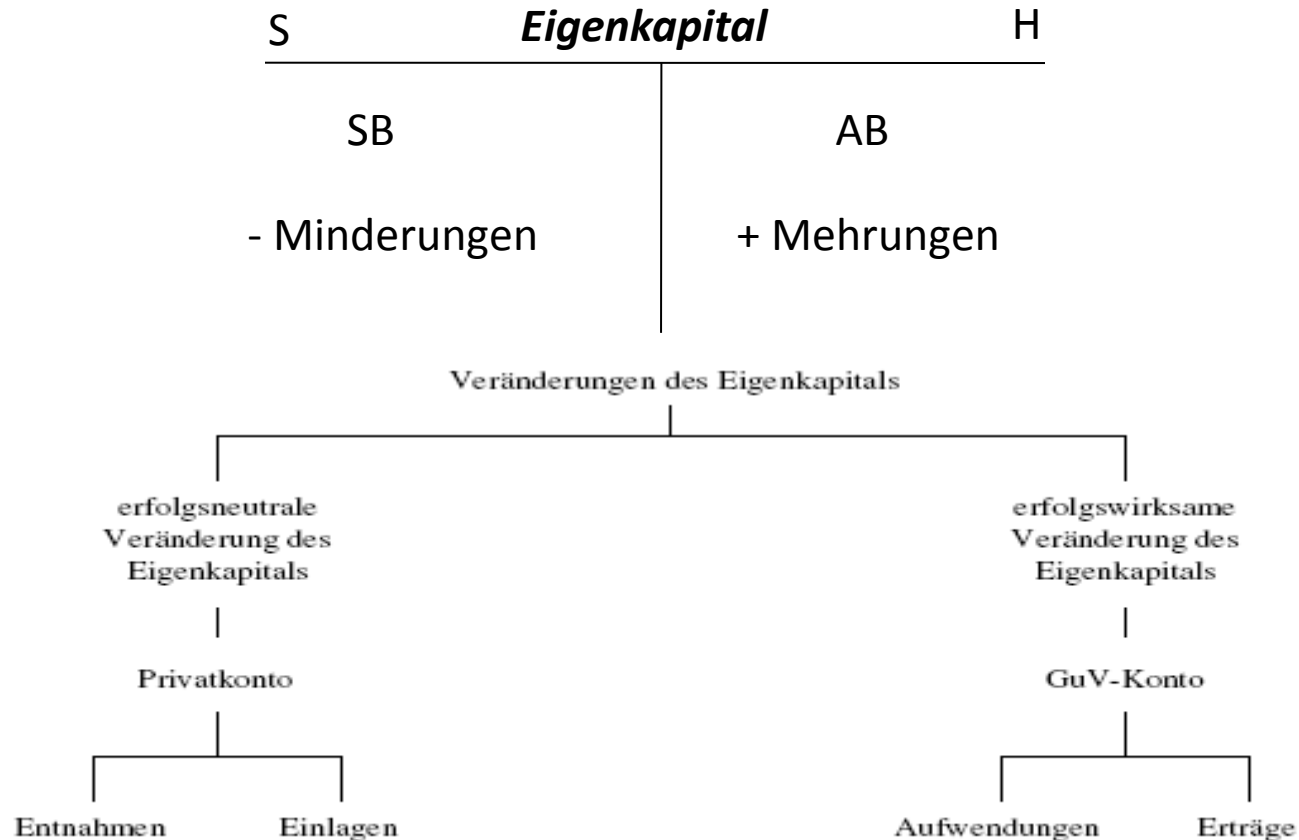 S Eigenkapital H
SB AB
- Minderungen + Mehrungen
Veränderungen des Eigenkapitals
erfolgsneutrale
Veränderung des
Eigenkapitals
erfolgswirksame
Veränderung des
Eigenkapitals
Privatkonto GuV-Konto
Entnahmen Einlagen Aufwendungen Erträge